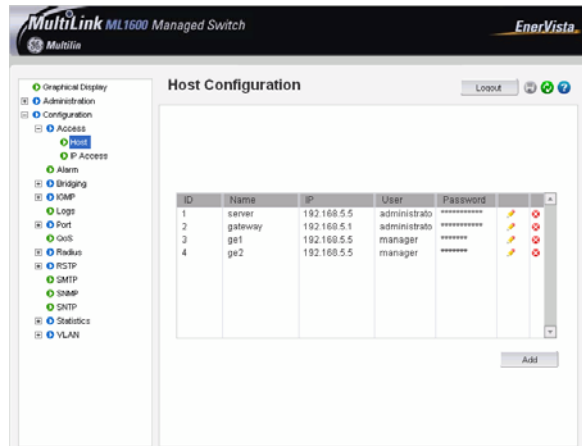 MultiLink ML1600 Managed Switch
EnerVista
Multilin
Graphical Display
Administration
Configuration
Access
Host
IP Access
Alarm
Bridging
IGMP
Logs
Port
QoS
Radius
RSTP
SMTP
SNMP
SNTP
Statistics
VLAN
Host Configuration
Logout
ID Name IP User Password
1 server 192.168.5.5 administrato ***********
2 gateway 192.168.5.1 administrato ***********
3 ge1 192.168.5.5 manager *******
4 ge2 192.168.5.5 manager *******
Add